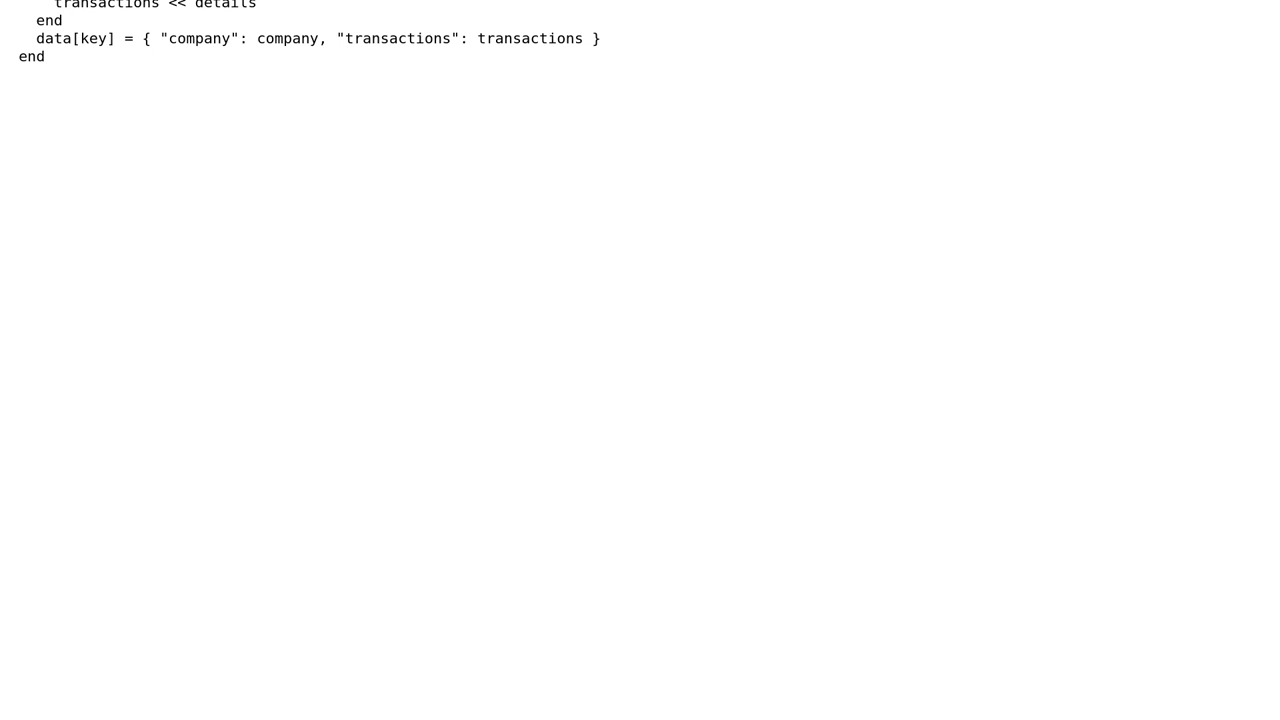 transactions << details
end
data[key] = { "company": company, "transactions": transactions }
end